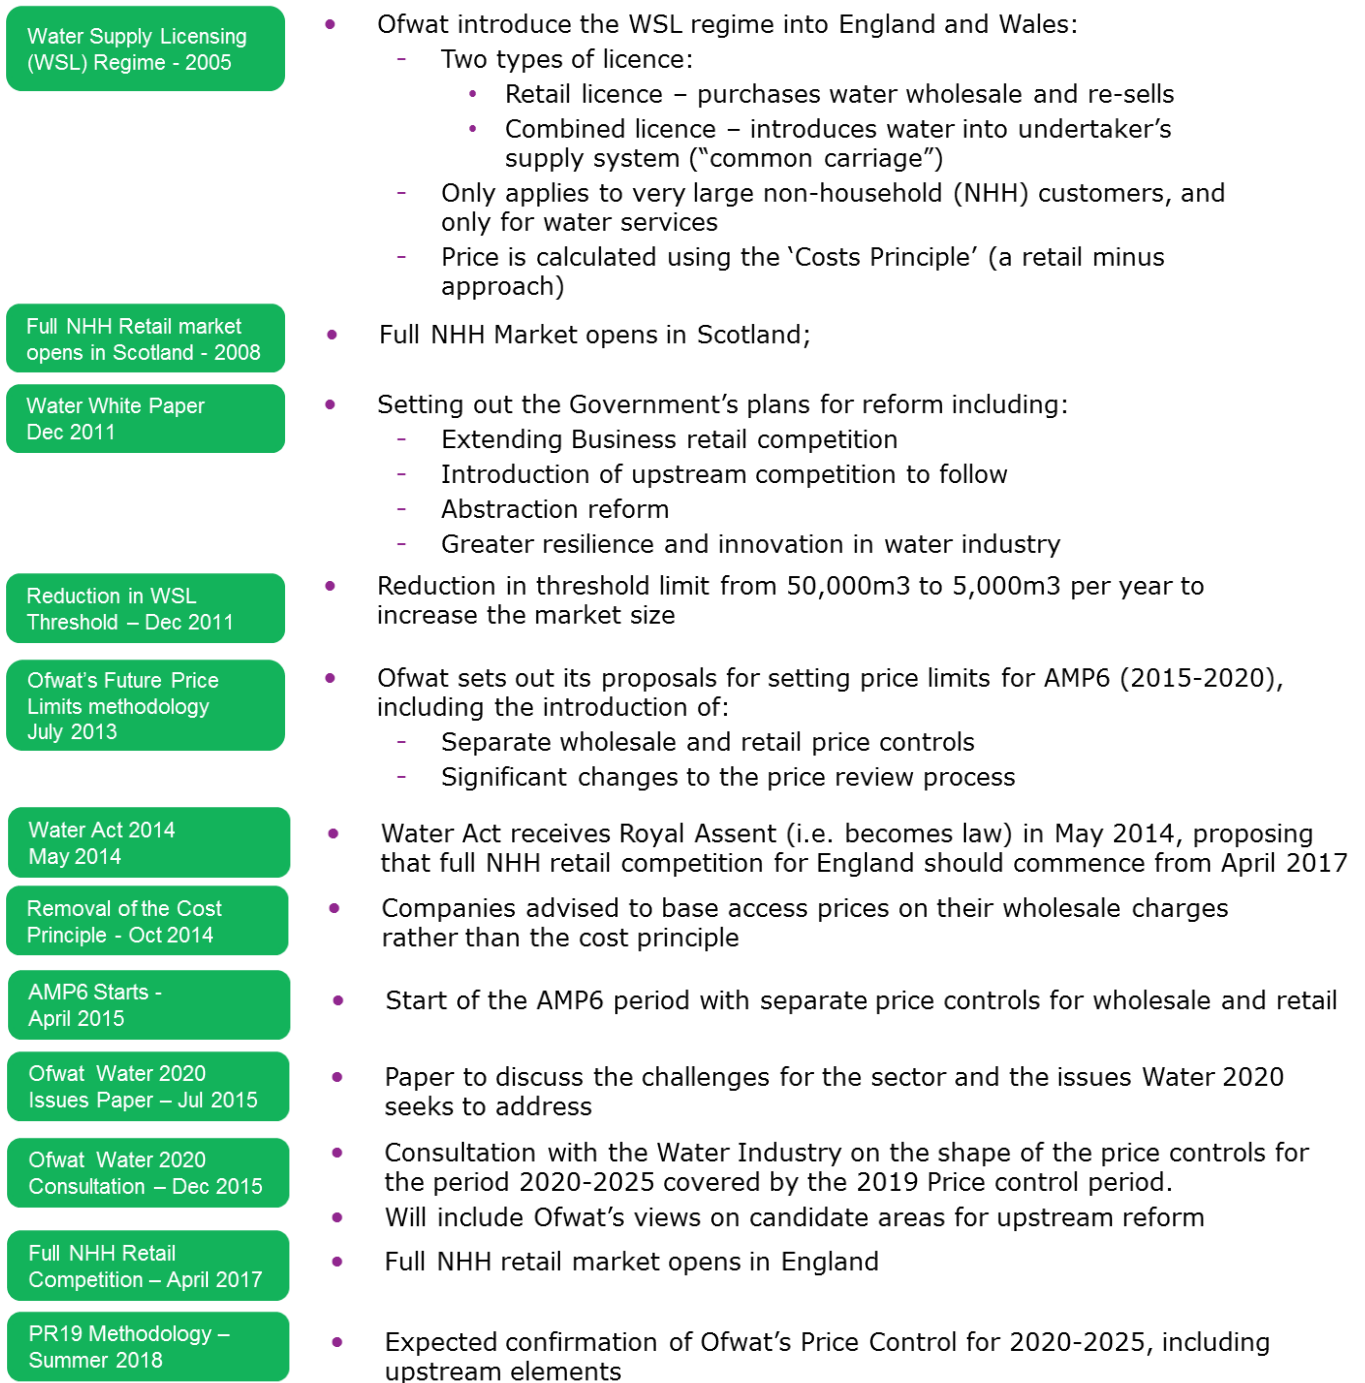 Water Supply Licensing
(WSL) Regime - 2005
• Ofwat introduce the WSL regime into England and Wales:
- Two types of licence:
• Retail licence – purchases water wholesale and re-sells
• Combined licence – introduces water into undertaker’s
supply system (“common carriage”)
- Only applies to very large non-household (NHH) customers, and
only for water services
- Price is calculated using the ‘Costs Principle’ (a retail minus
approach)
Full NHH Retail market
opens in Scotland - 2008
• Full NHH Market opens in Scotland;
Water White Paper
Dec 2011
• Setting out the Government’s plans for reform including:
- Extending Business retail competition
- Introduction of upstream competition to follow
- Abstraction reform
- Greater resilience and innovation in water industry
Reduction in WSL
Threshold – Dec 2011
• Reduction in threshold limit from 50,000m3 to 5,000m3 per year to
increase the market size
Ofwat’s Future Price
Limits methodology
July 2013
• Ofwat sets out its proposals for setting price limits for AMP6 (2015-2020),
including the introduction of:
- Separate wholesale and retail price controls
- Significant changes to the price review process
Water Act 2014
May 2014
• Water Act receives Royal Assent (i.e. becomes law) in May 2014, proposing
that full NHH retail competition for England should commence from April 2017
Removal of the Cost
Principle - Oct 2014
• Companies advised to base access prices on their wholesale charges
rather than the cost principle
AMP6 Starts -
April 2015
• Start of the AMP6 period with separate price controls for wholesale and retail
Ofwat Water 2020
Issues Paper – Jul 2015
• Paper to discuss the challenges for the sector and the issues Water 2020
seeks to address
Ofwat Water 2020
Consultation – Dec 2015
• Consultation with the Water Industry on the shape of the price controls for
the period 2020-2025 covered by the 2019 Price control period.
• Will include Ofwat’s views on candidate areas for upstream reform
Full NHH Retail
Competition – April 2017
• Full NHH retail market opens in England
PR19 Methodology –
Summer 2018
• Expected confirmation of Ofwat’s Price Control for 2020-2025, including
upstream elements